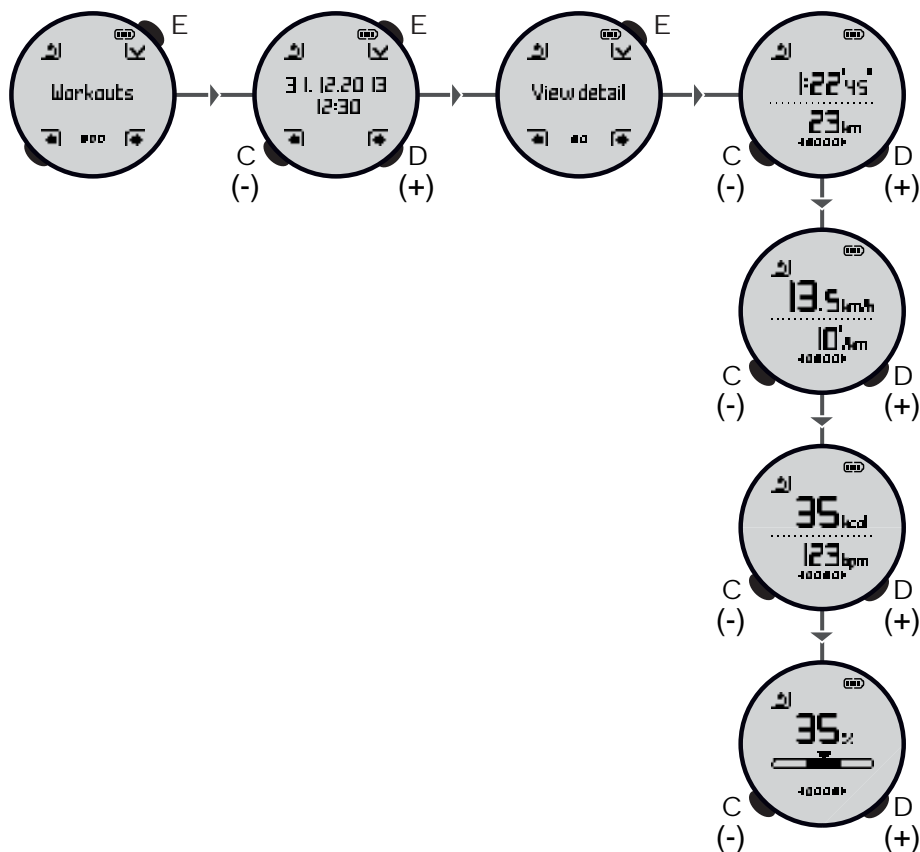 E
Workouts
E
31.12.2013
12:30
C
(-)
D
(+)
E
View detail
1:22'45"
23km
C
(-)
D
(+)
13.5km/h
10'/km
C
(-)
D
(+)
35kcal
123bpm
C
(-)
D
(+)
35%
C
(-)
D
(+)